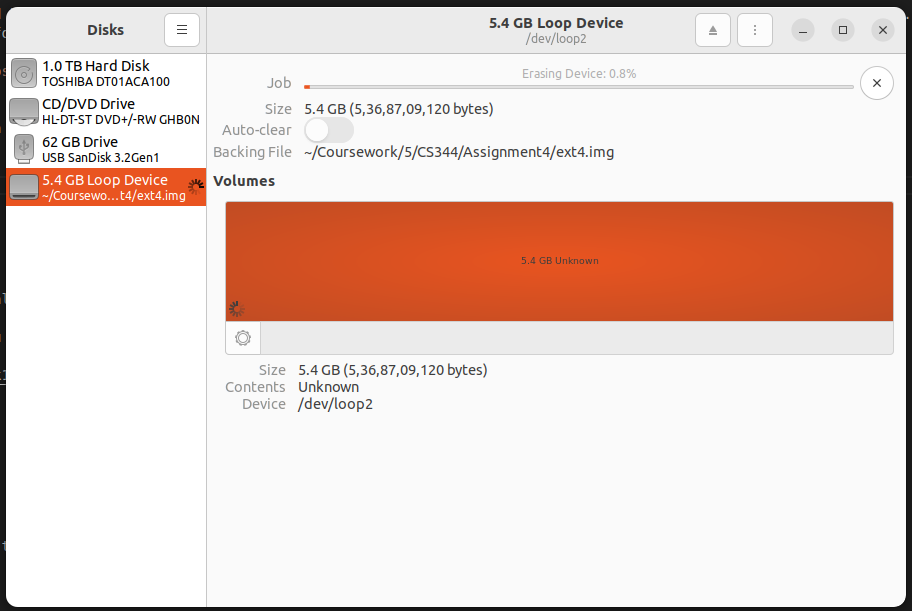 Disks
5.4 GB Loop Device
/dev/loop2
1.0 TB Hard Disk
TOSHIBA DT01ACA100
CD/DVD Drive
HL-DT-ST DVD+/-RW GHB0N
62 GB Drive
USB SanDisk 3.2Gen1
5.4 GB Loop Device
~/Coursewo…t4/ext4.img
Erasing Device: 0.8%
Job
Size 5.4 GB (5,36,87,09,120 bytes)
Auto-clear
Backing File ~/Coursework/5/CS344/Assignment4/ext4.img
Volumes
5.4 GB Unknown
Size 5.4 GB (5,36,87,09,120 bytes)
Contents Unknown
Device /dev/loop2